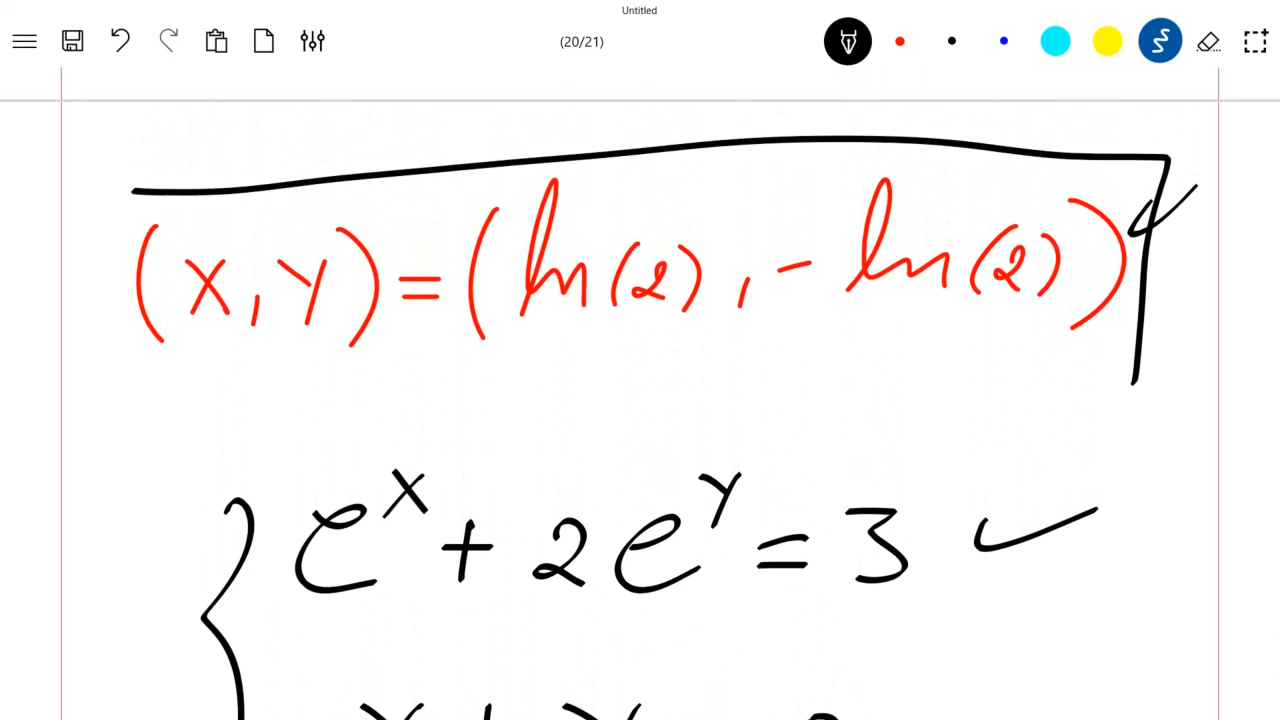 Untitled
(20/21)
(x, y) = (ln(2), - ln(2))
e^x + 2e^y = 3